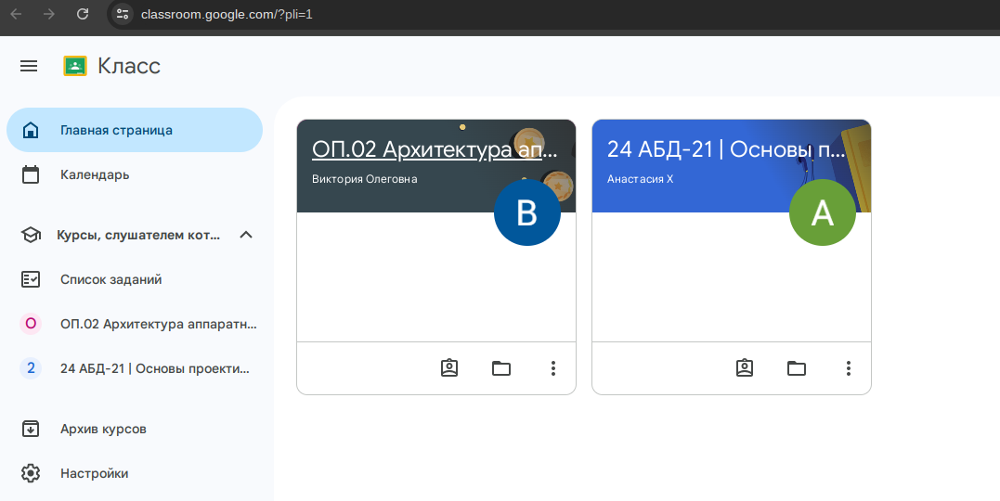 classroom.google.com/?pli=1
Класс
Главная страница
Календарь
Курсы, слушателем кот...
Список заданий
О ОП.02 Архитектура аппаратн...
2 24 АБД-21 | Основы проекти...
Архив курсов
Настройки
ОП.02 Архитектура ап...
Виктория Олеговна
В
24 АБД-21 | Основы п...
Анастасия Х
А